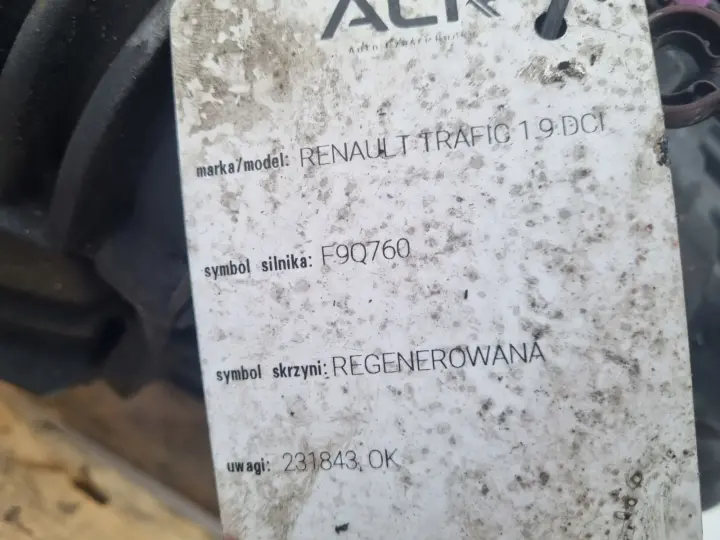 marka/model: RENAULT TRAFIC 1 9 DCI
symbol silnika: F9Q760
symbol skrzyni: REGENEROWANA
uwagi: 231843, OK